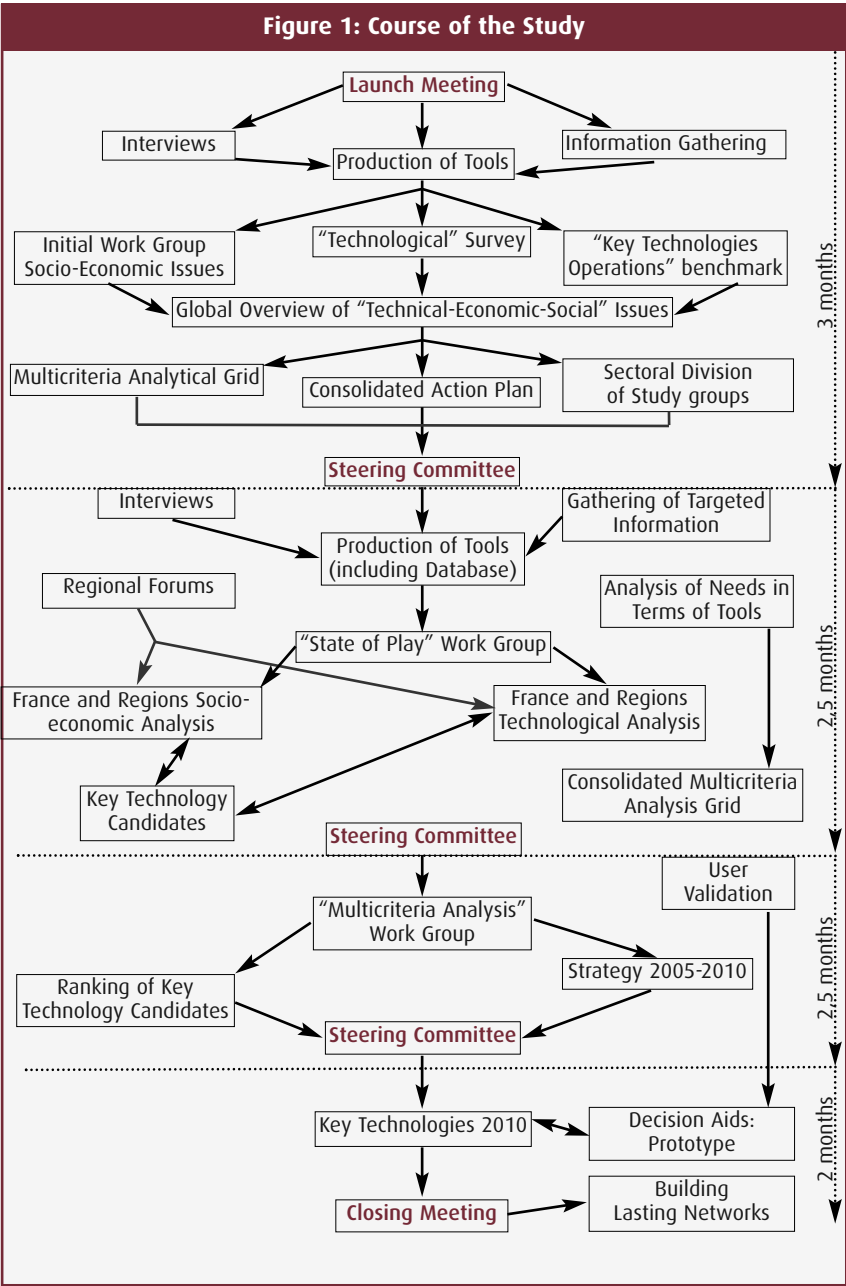 Figure 1: Course of the Study
Launch Meeting
Interviews
Production of Tools
Information Gathering
Initial Work Group
Socio-Economic Issues
“Technological” Survey
“Key Technologies
Operations” benchmark
Global Overview of “Technical-Economic-Social” Issues
Multicriteria Analytical Grid
Consolidated Action Plan
Sectoral Division
of Study groups
Steering Committee
3 months
Interviews
Gathering of Targeted
Information
Production of Tools
(including Database)
Regional Forums
Analysis of Needs in
Terms of Tools
“State of Play” Work Group
France and Regions Socio-
economic Analysis
France and Regions
Technological Analysis
Key Technology
Candidates
Consolidated Multicriteria
Analysis Grid
Steering Committee
2,5 months
User
Validation
“Multicriteria Analysis”
Work Group
Ranking of Key
Technology Candidates
Strategy 2005-2010
Steering Committee
2,5 months
Key Technologies 2010
Decision Aids:
Prototype
Closing Meeting
Building
Lasting Networks
2 months